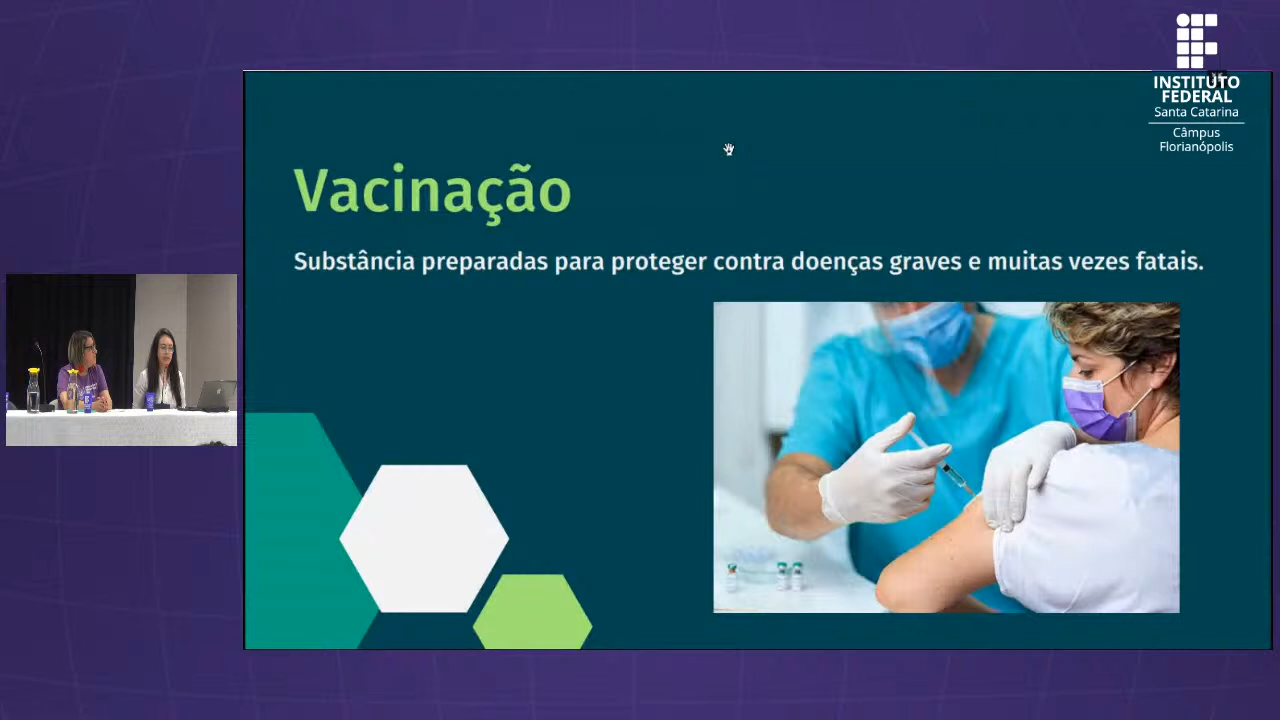 INSTITUTO
FEDERAL
Santa Catarina
Câmpus
Florianópolis
Vacinação
Substância preparadas para proteger contra doenças graves e muitas vezes fatais.